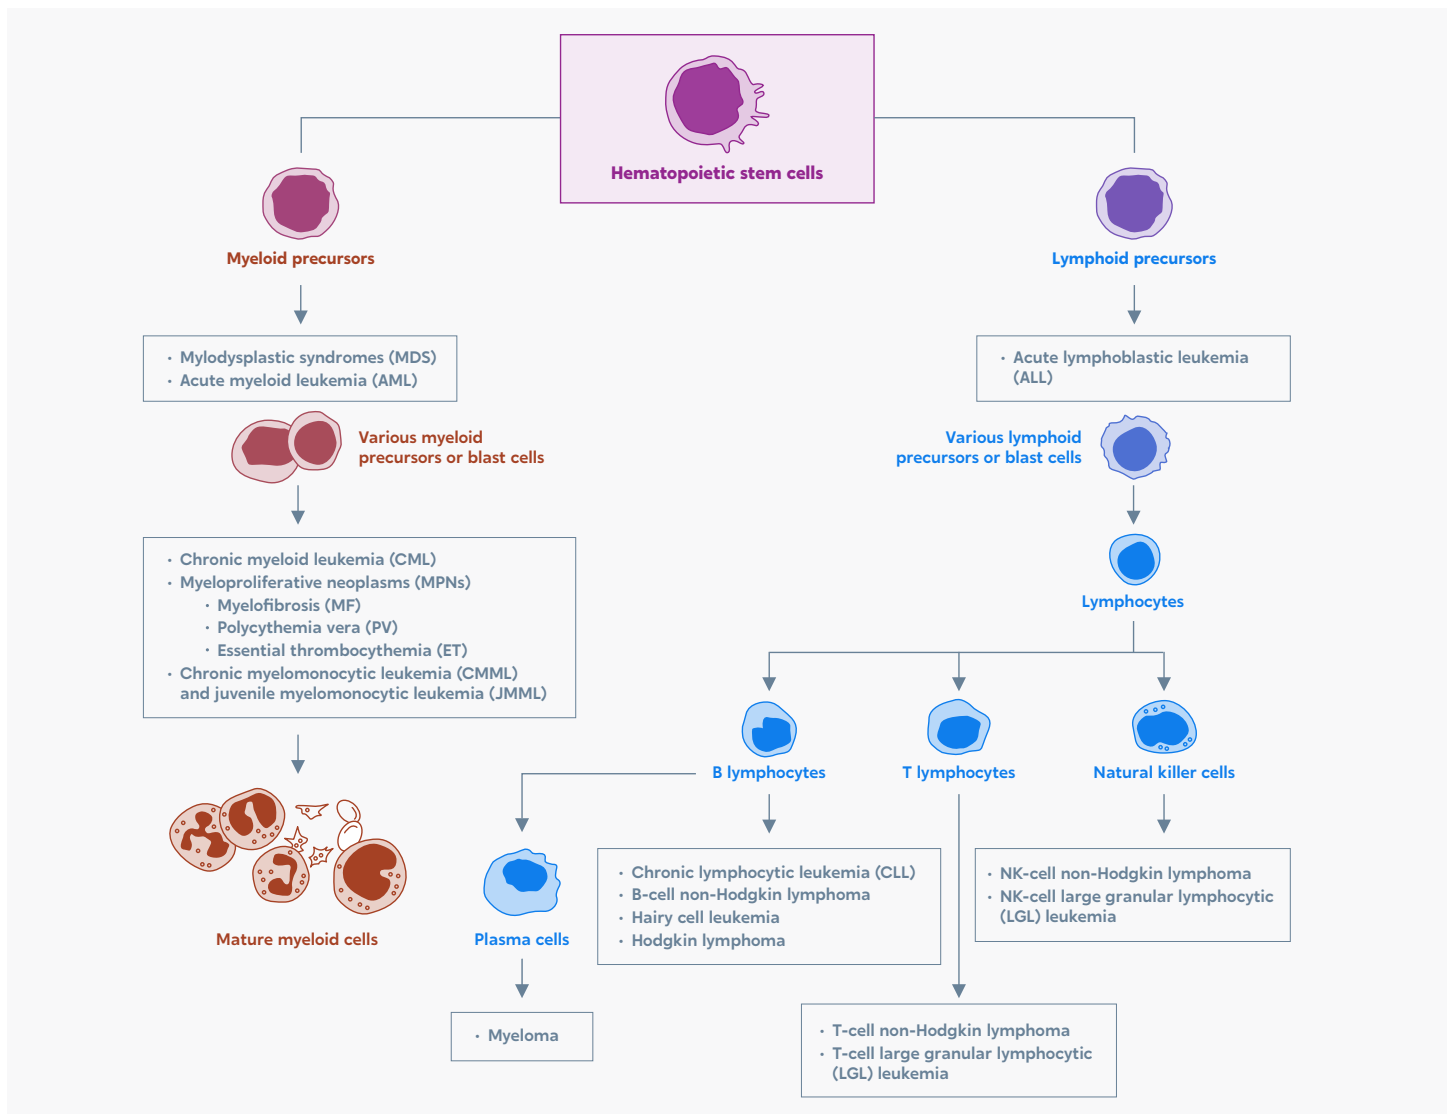 Hematopoietic stem cells
Myeloid precursors
Lymphoid precursors
• Mylodysplastic syndromes (MDS)
• Acute myeloid leukemia (AML)
• Acute lymphoblastic leukemia
(ALL)
Various myeloid
precursors or blast cells
Various lymphoid
precursors or blast cells
• Chronic myeloid leukemia (CML)
• Myeloproliferative neoplasms (MPNs)
• Myelofibrosis (MF)
• Polycythemia vera (PV)
• Essential thrombocythemia (ET)
• Chronic myelomonocytic leukemia (CMML)
and juvenile myelomonocytic leukemia (JMML)
Lymphocytes
B lymphocytes
T lymphocytes
Natural killer cells
Mature myeloid cells
Plasma cells
• Chronic lymphocytic leukemia (CLL)
• B-cell non-Hodgkin lymphoma
• Hairy cell leukemia
• Hodgkin lymphoma
• NK-cell non-Hodgkin lymphoma
• NK-cell large granular lymphocytic
(LGL) leukemia
• Myeloma
• T-cell non-Hodgkin lymphoma
• T-cell large granular lymphocytic
(LGL) leukemia